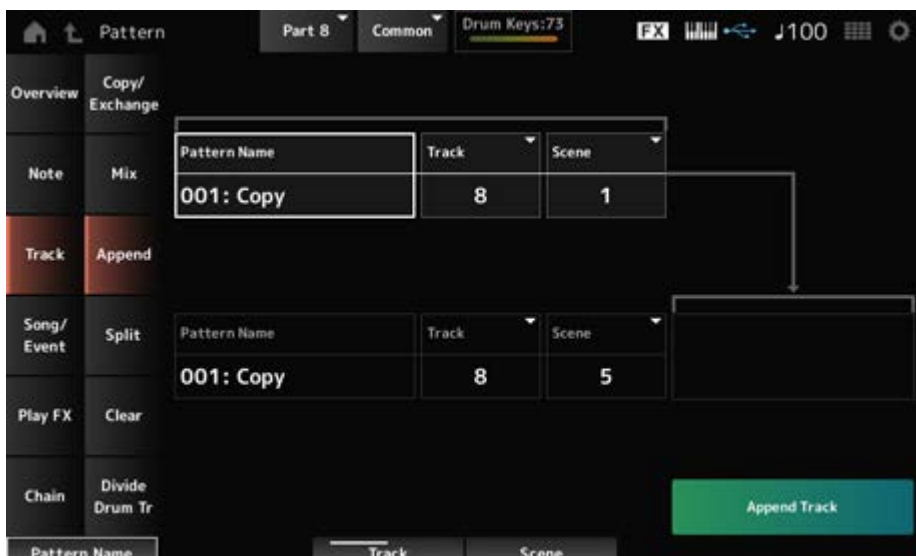 Pattern
Part 8
Common
Drum Keys:73
FX
♩100
Overview
Copy/
Exchange
Note
Mix
Track
Append
Song/
Event
Split
Play FX
Clear
Chain
Divide
Drum Tr
Pattern Name
Track
Scene
001: Copy
8
1
Pattern Name
Track
Scene
001: Copy
8
5
Append Track
Pattern Name
Track
Scene